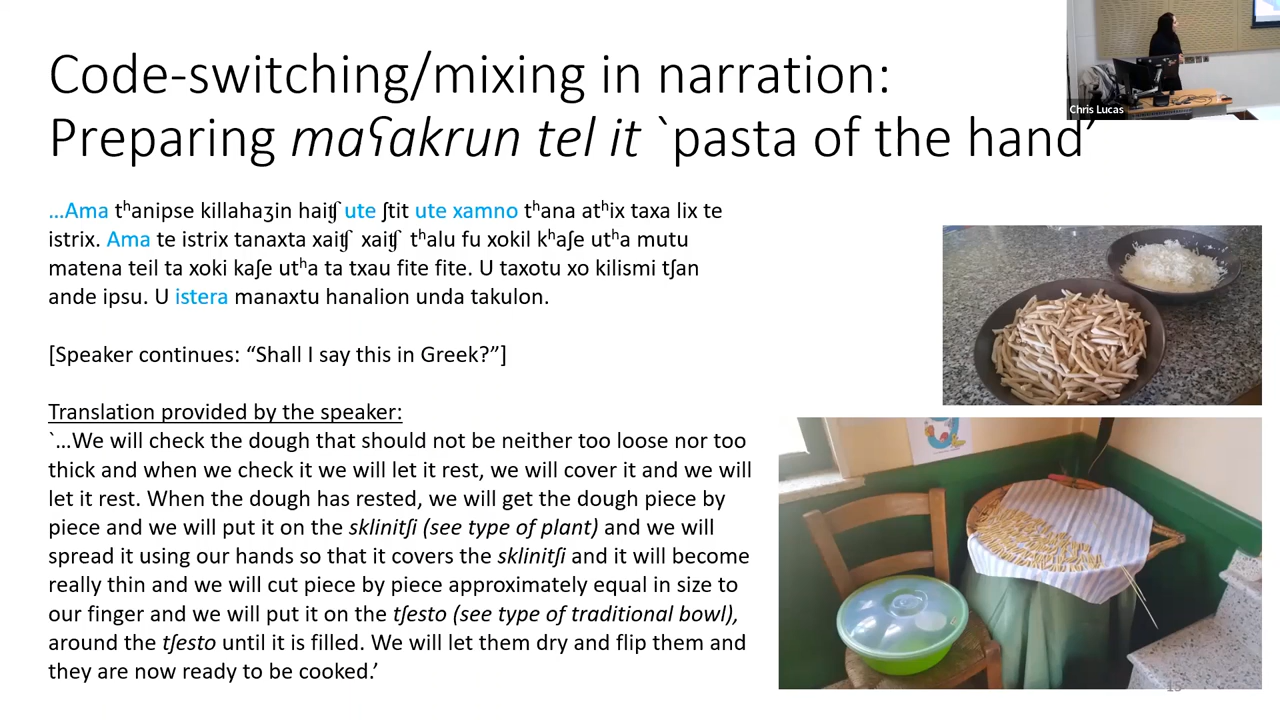 Code-switching/mixing in narration:
Preparing maʕakrun tel it `pasta of the hand’
Chris Lucas
…Ama tʰanipse killahaʒin haiʧ ute ʃtit ute xamno tʰana atʰix taxa lix te
istrix. Ama te istrix tanaxta xaiʧ xaiʧ tʰalu fu xokil kʰaʃe utʰa mutu
matena teil ta xoki kaʃe utʰa ta txau fite fite. U taxotu xo kilismi tʃan
ande ipsu. U istera manaxtu hanalion unda takulon.
[Speaker continues: “Shall I say this in Greek?”]
Translation provided by the speaker:
`…We will check the dough that should not be neither too loose nor too
thick and when we check it we will let it rest, we will cover it and we will
let it rest. When the dough has rested, we will get the dough piece by
piece and we will put it on the sklinitʃi (see type of plant) and we will
spread it using our hands so that it covers the sklinitʃi and it will become
really thin and we will cut piece by piece approximately equal in size to
our finger and we will put it on the tʃesto (see type of traditional bowl),
around the tʃesto until it is filled. We will let them dry and flip them and
they are now ready to be cooked.’